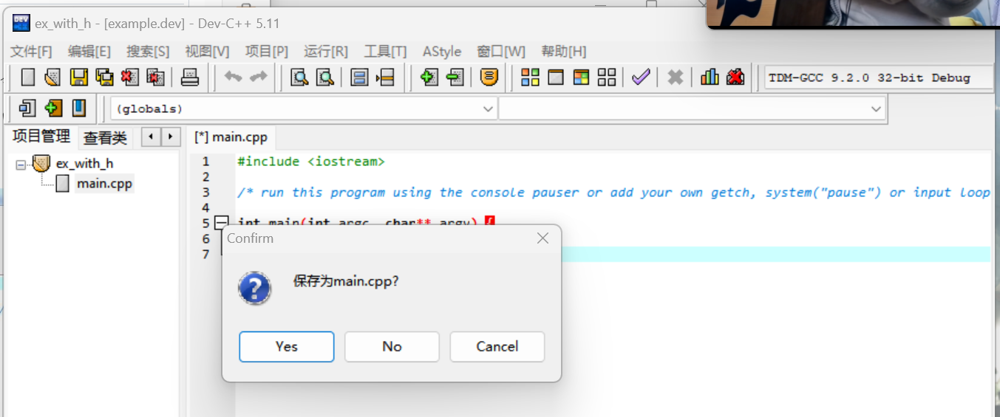 ex_with_h - [example.dev] - Dev-C++ 5.11
文件[F] 编辑[E] 搜索[S] 视图[V] 项目[P] 运行[R] 工具[T] AStyle 窗口[W] 帮助[H]
TDM-GCC 9.2.0 32-bit Debug
(globals)
项目管理 查看类 [*] main.cpp
ex_with_h
main.cpp
1 #include <iostream>
2
3 /* run this program using the console pauser or add your own getch, system("pause") or input loop
4
5 int main(int argc, char** argv) {
6
7
Confirm
保存为main.cpp?
Yes No Cancel